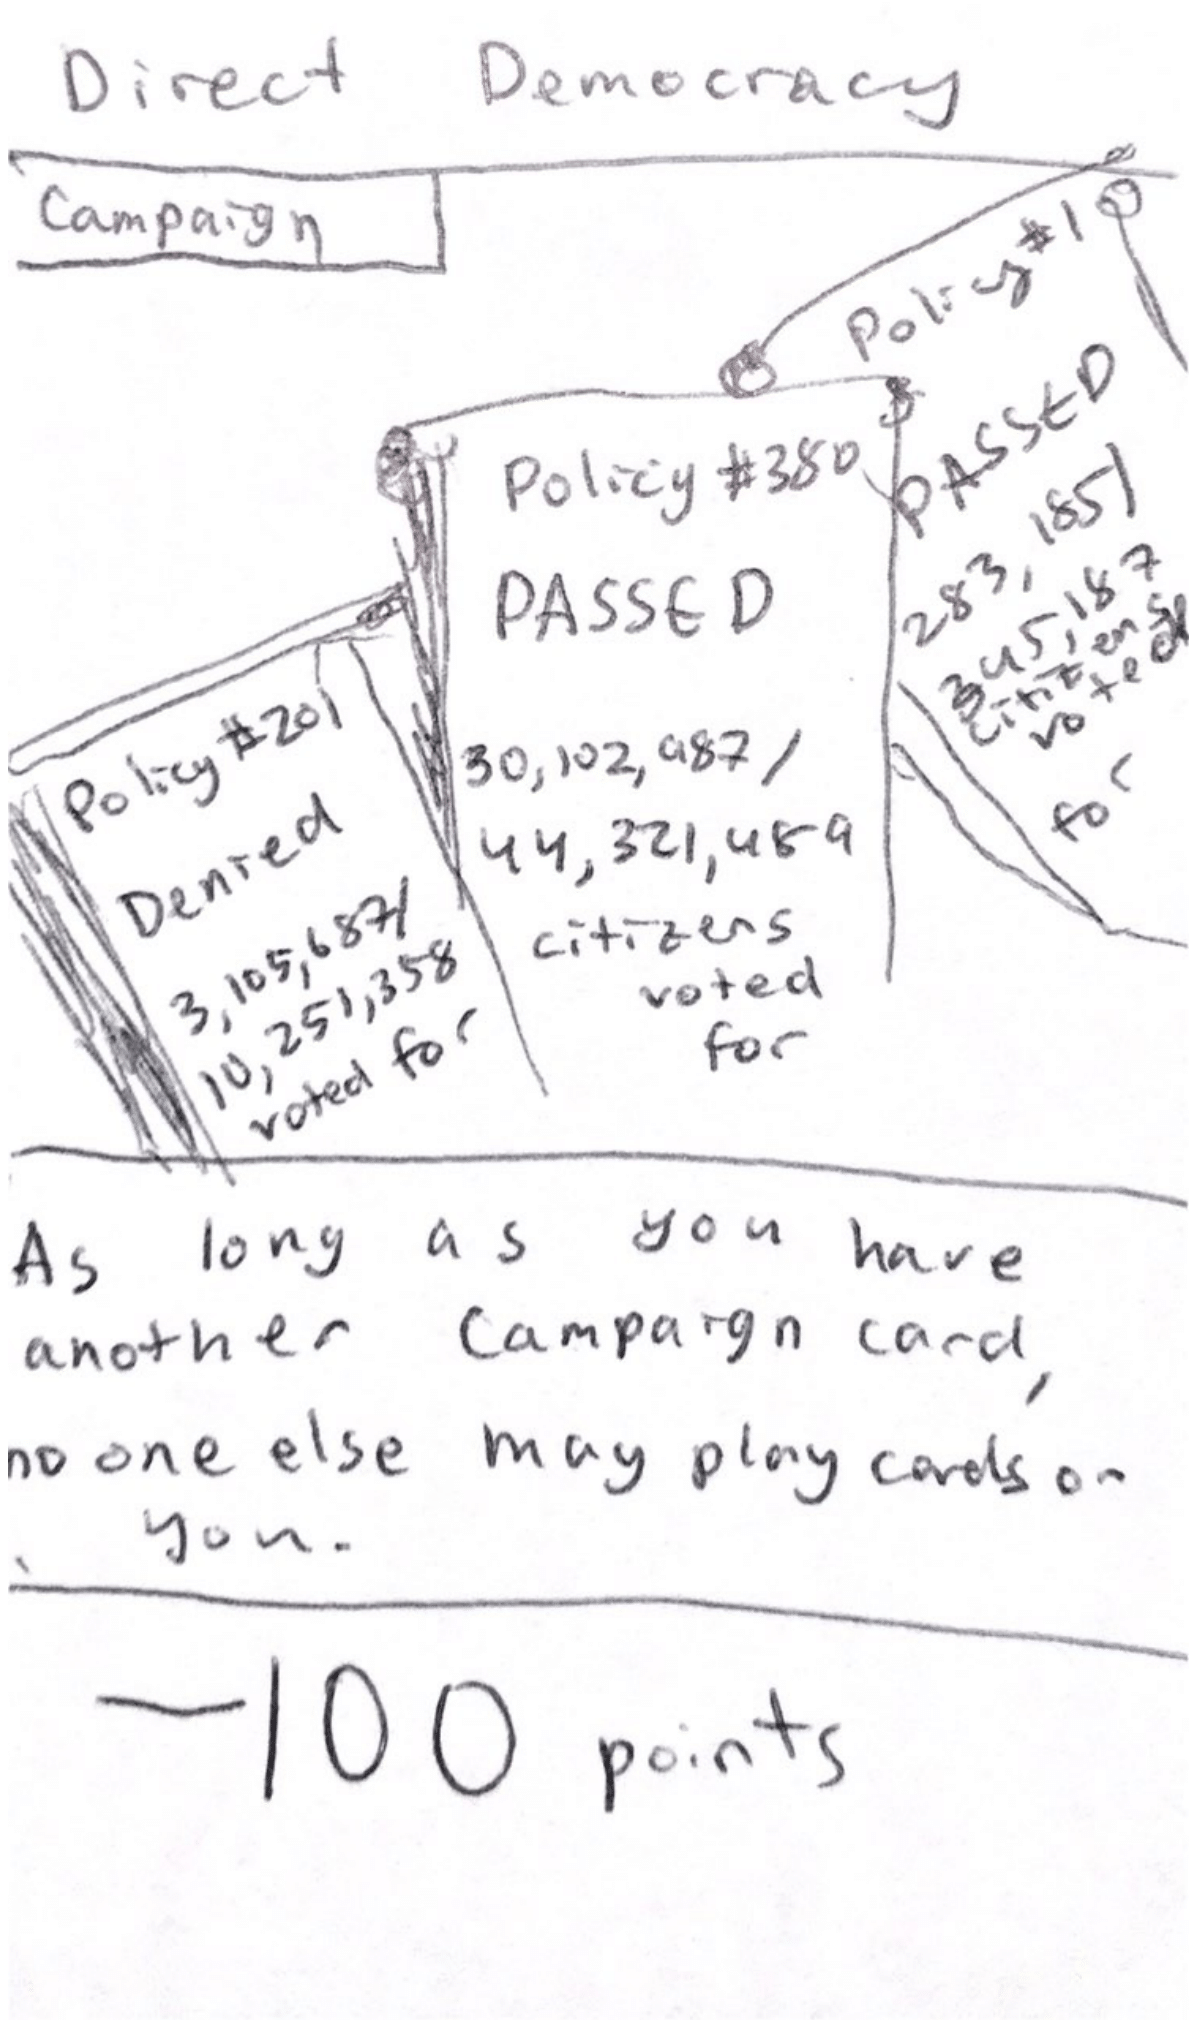 Direct Democracy
Campaign
Policy #1
PASSED
283,185/
345,187
citizens
voted
for
Policy #380
PASSED
30,102,987/
44,321,459
citizens
voted
for
Policy #201
Denied
3,105,687/
10,251,358
voted for
As long as you have
another Campaign card,
no one else may play cards on
you.
-100 points